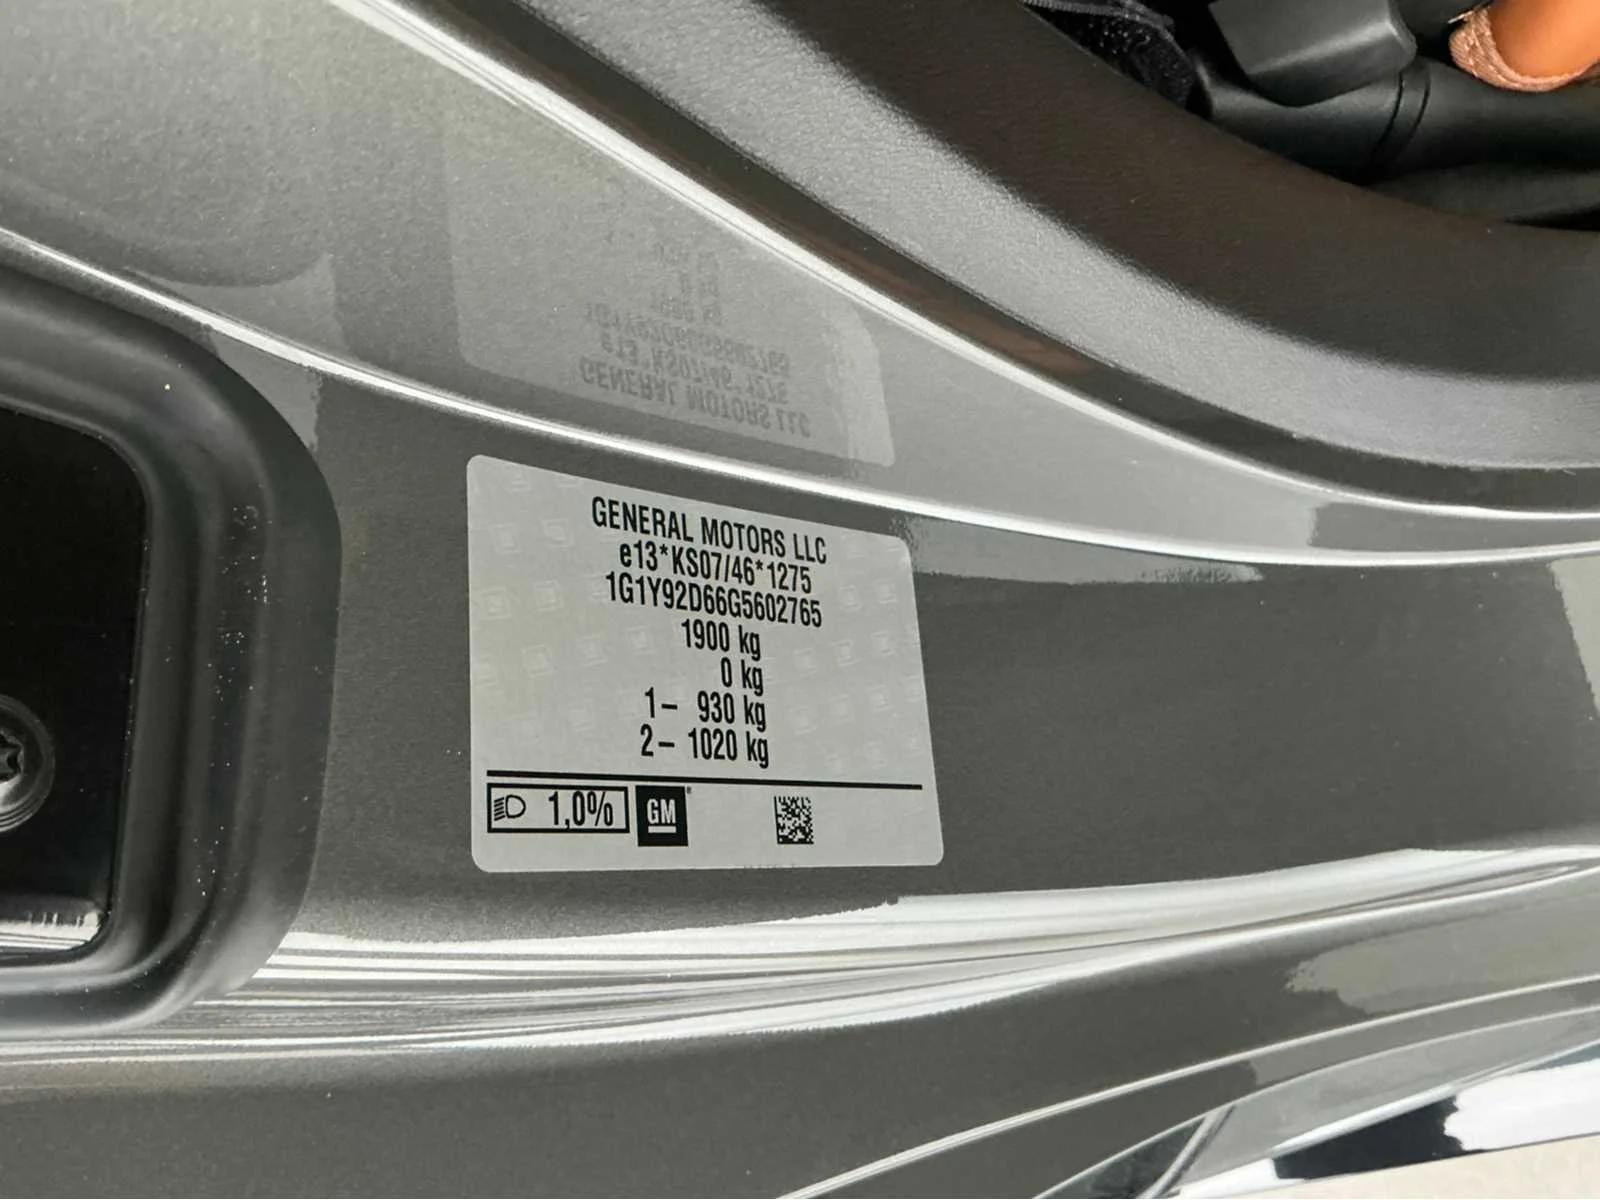 GENERAL MOTORS LLC
e13*KS07/46*1275
1G1Y92D66G5602765
1900 kg
0 kg
1– 930 kg
2– 1020 kg
1,0% GM®